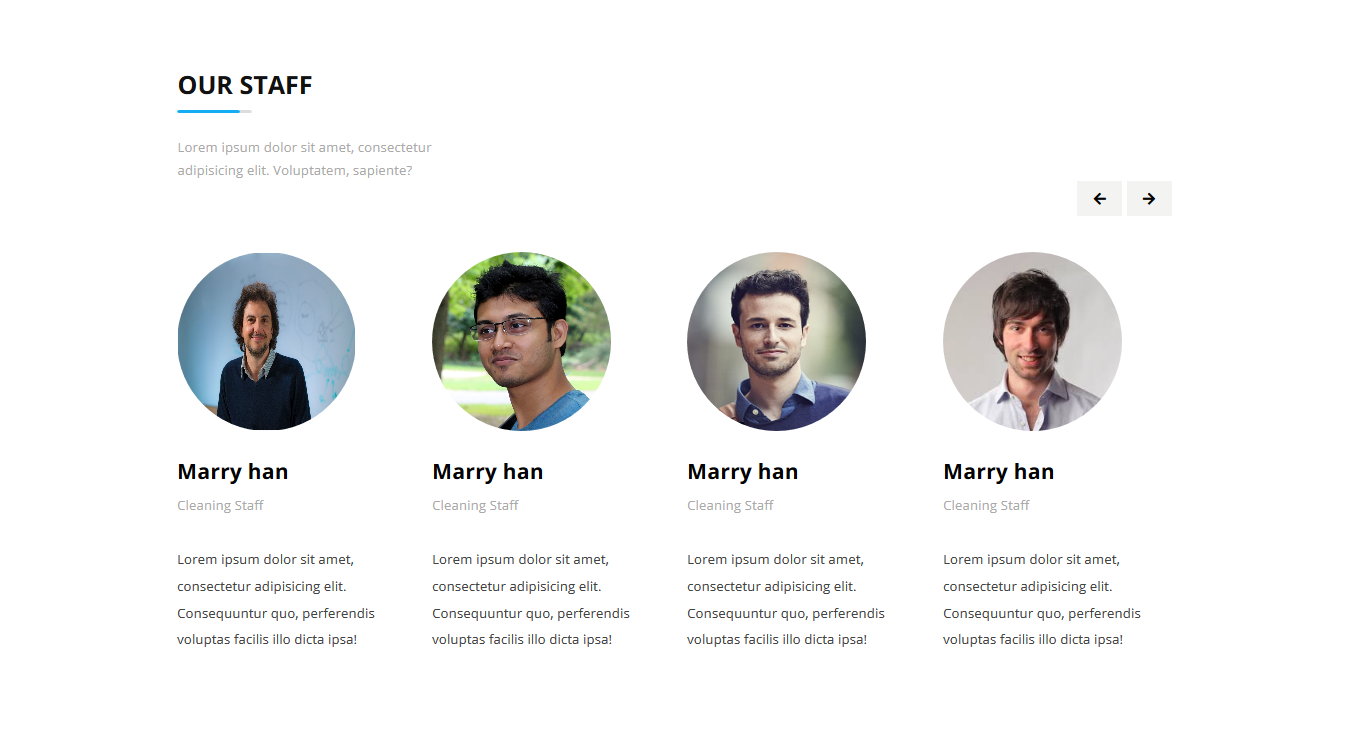 OUR STAFF
Lorem ipsum dolor sit amet, consectetur
adipisicing elit. Voluptatem, sapiente?
Marry han
Cleaning Staff
Lorem ipsum dolor sit amet,
consectetur adipisicing elit.
Consequuntur quo, perferendis
voluptas facilis illo dicta ipsa!
Marry han
Cleaning Staff
Lorem ipsum dolor sit amet,
consectetur adipisicing elit.
Consequuntur quo, perferendis
voluptas facilis illo dicta ipsa!
Marry han
Cleaning Staff
Lorem ipsum dolor sit amet,
consectetur adipisicing elit.
Consequuntur quo, perferendis
voluptas facilis illo dicta ipsa!
Marry han
Cleaning Staff
Lorem ipsum dolor sit amet,
consectetur adipisicing elit.
Consequuntur quo, perferendis
voluptas facilis illo dicta ipsa!